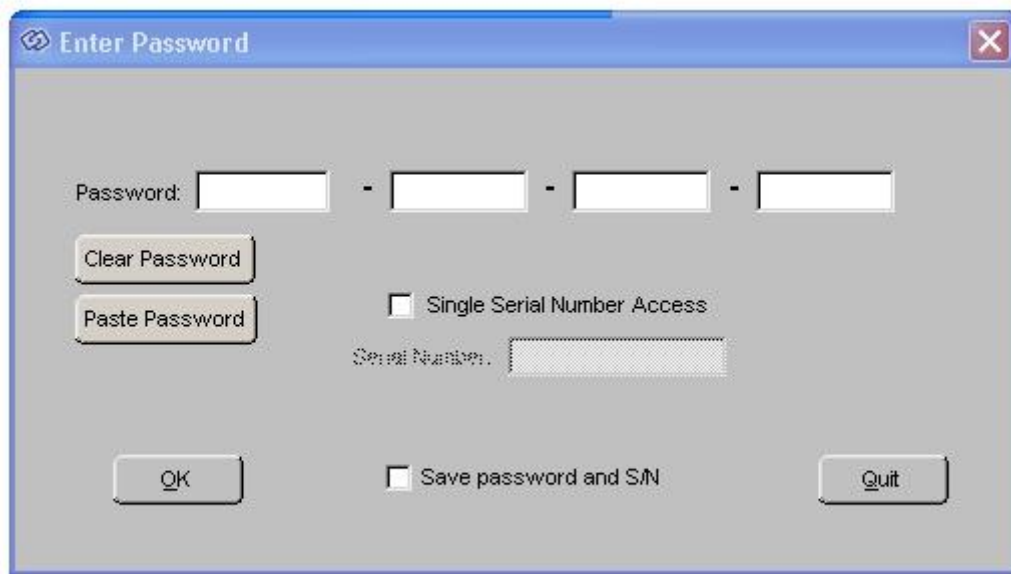 Enter Password
Password: - - -
Clear Password
Paste Password
Single Serial Number Access
Serial Number:
OK
Save password and S/N
Quit